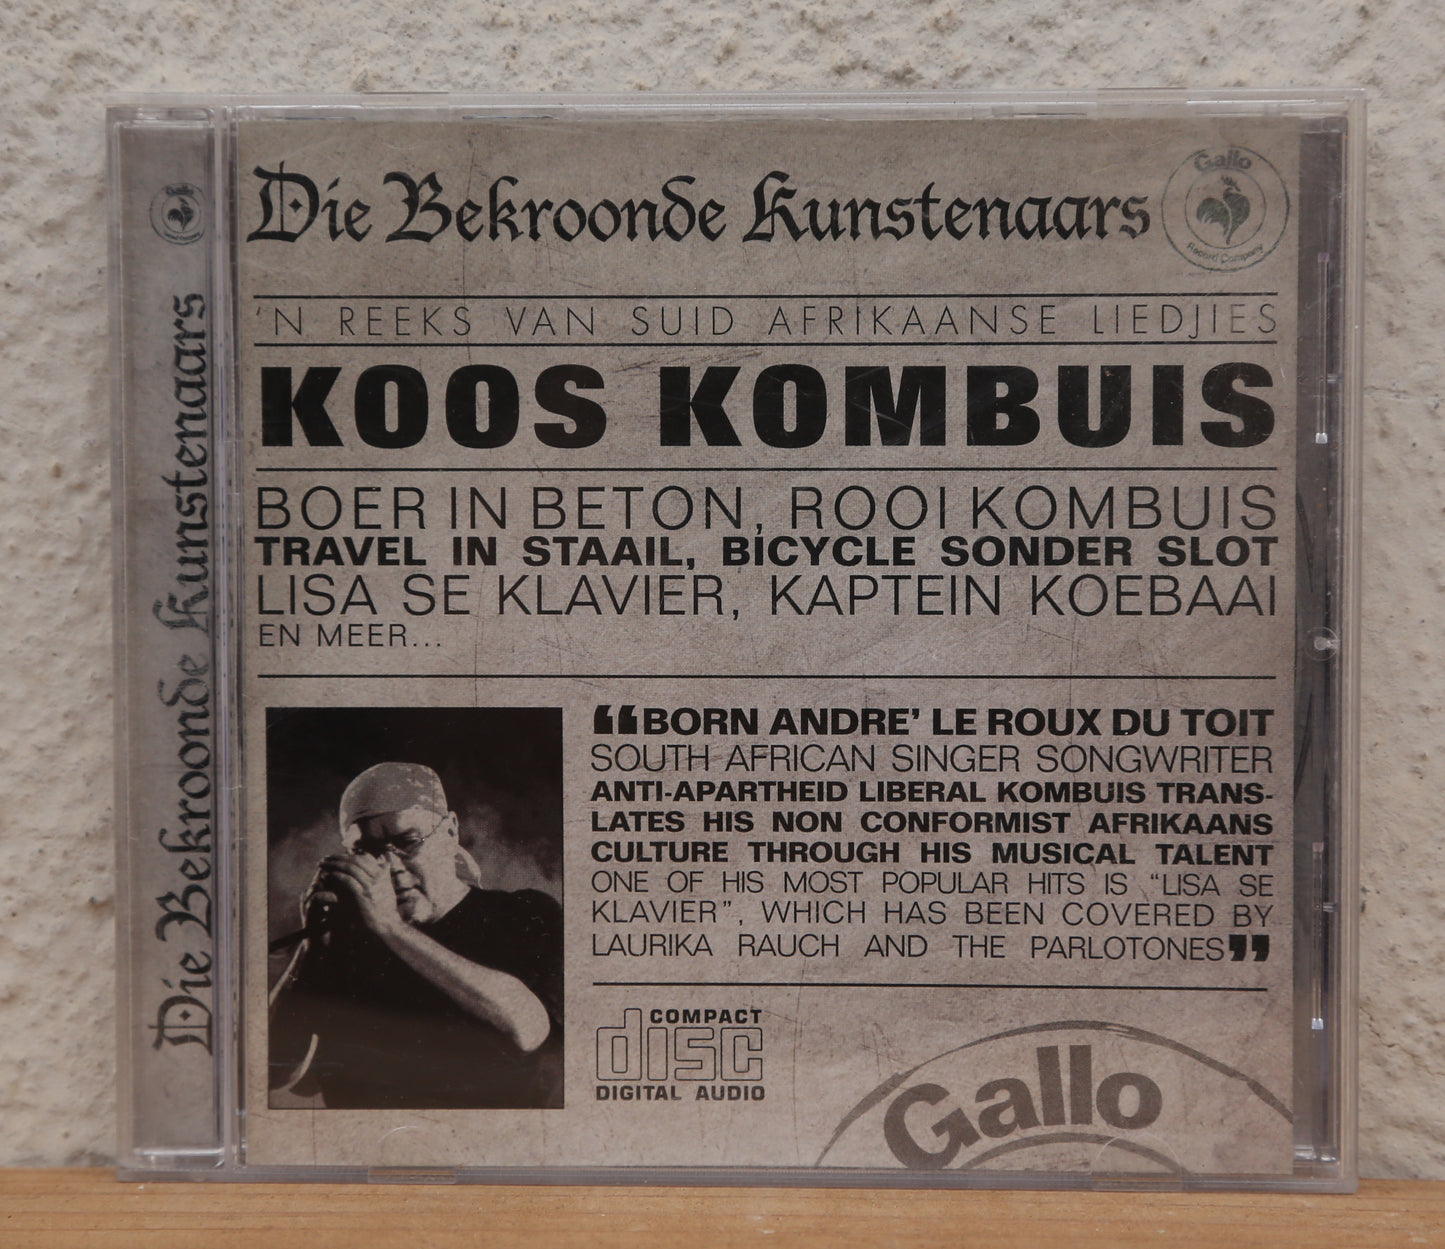 Die Bekroonde Kunstenaars
Gallo
Record Company
'N REEKS VAN SUID AFRIKAANSE LIEDJIES
KOOS KOMBUIS
BOER IN BETON, ROOI KOMBUIS
TRAVEL IN STAAIL, BICYCLE SONDER SLOT
LISA SE KLAVIER, KAPTEIN KOEBAAI
EN MEER...
“BORN ANDRE’ LE ROUX DU TOIT
SOUTH AFRICAN SINGER SONGWRITER
ANTI-APARTHEID LIBERAL KOMBUIS TRANS-
LATES HIS NON CONFORMIST AFRIKAANS
CULTURE THROUGH HIS MUSICAL TALENT
ONE OF HIS MOST POPULAR HITS IS “LISA SE
KLAVIER”, WHICH HAS BEEN COVERED BY
LAURIKA RAUCH AND THE PARLOTONES”
COMPACT
disc
DIGITAL AUDIO
Gallo
Die Bekroonde Kunstenaars